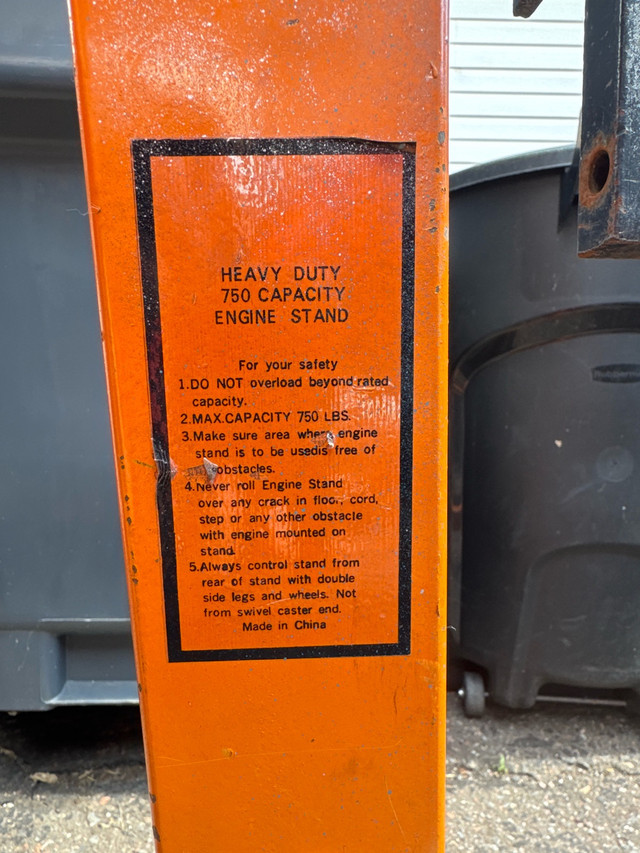 HEAVY DUTY
750 CAPACITY
ENGINE STAND
For your safety
1.DO NOT overload beyond rated
capacity.
2.MAX.CAPACITY 750 LBS.
3.Make sure area where engine
stand is to be usedis free of
obstacles.
4.Never roll Engine Stand
over any crack in floor, cord,
step or any other obstacle
with engine mounted on
stand.
5.Always control stand from
rear of stand with double
side legs and wheels. Not
from swivel caster end.
Made in China